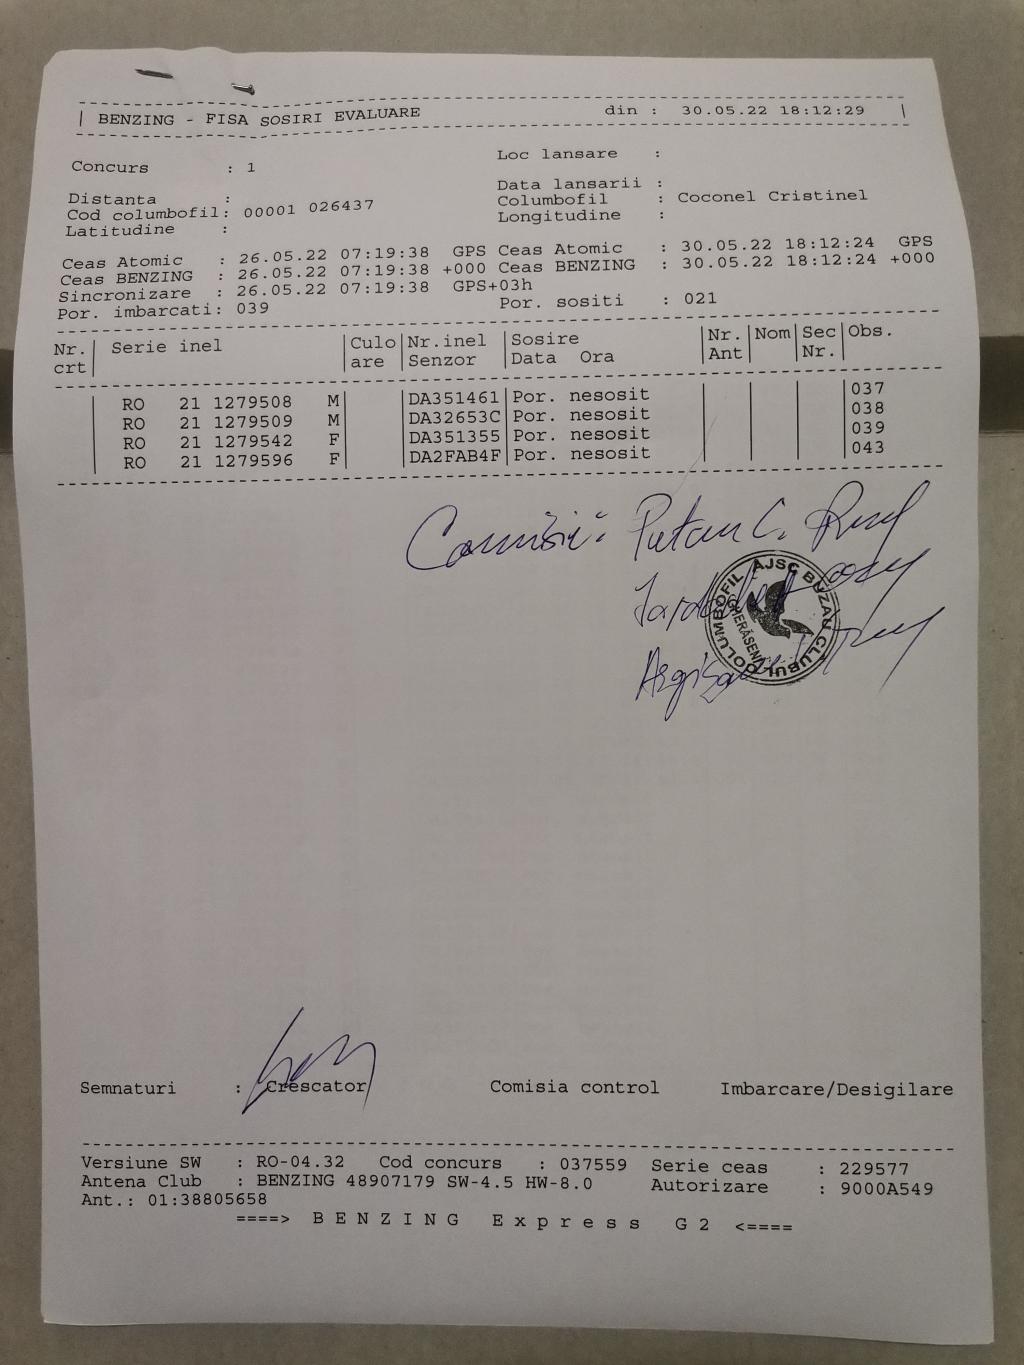 | BENZING - FISA SOSIRI EVALUARE din : 30.05.22 18:12:29 |
Concurs : 1 Loc lansare :
Distanta : Data lansarii :
Cod columbofil: 00001 026437 Columbofil : Coconel Cristinel
Latitudine : Longitudine :
Ceas Atomic : 26.05.22 07:19:38 GPS Ceas Atomic : 30.05.22 18:12:24 GPS
Ceas BENZING : 26.05.22 07:19:38 +000 Ceas BENZING : 30.05.22 18:12:24 +000
Sincronizare : 26.05.22 07:19:38 GPS+03h
Por. imbarcati: 039 Por. sositi : 021
Nr. | Serie inel |Culo |Nr.inel |Sosire |Nr. |Nom|Sec |Obs.
crt| |are |Senzor |Data Ora |Ant | |Nr. |
| RO 21 1279508 M| |DA351461|Por. nesosit | | | |037
| RO 21 1279509 M| |DA32653C|Por. nesosit | | | |038
| RO 21 1279542 F| |DA351355|Por. nesosit | | | |039
| RO 21 1279596 F| |DA2FAB4F|Por. nesosit | | | |043
AJSC BUZAU CLUBUL COLUMBOFIL
GHERĂSENI
Semnaturi : Crescator Comisia control Imbarcare/Desigilare
Versiune SW : RO-04.32 Cod concurs : 037559 Serie ceas : 229577
Antena Club : BENZING 48907179 SW-4.5 HW-8.0 Autorizare : 9000A549
Ant.: 01:38805658
====> B E N Z I N G E x p r e s s G 2 <====